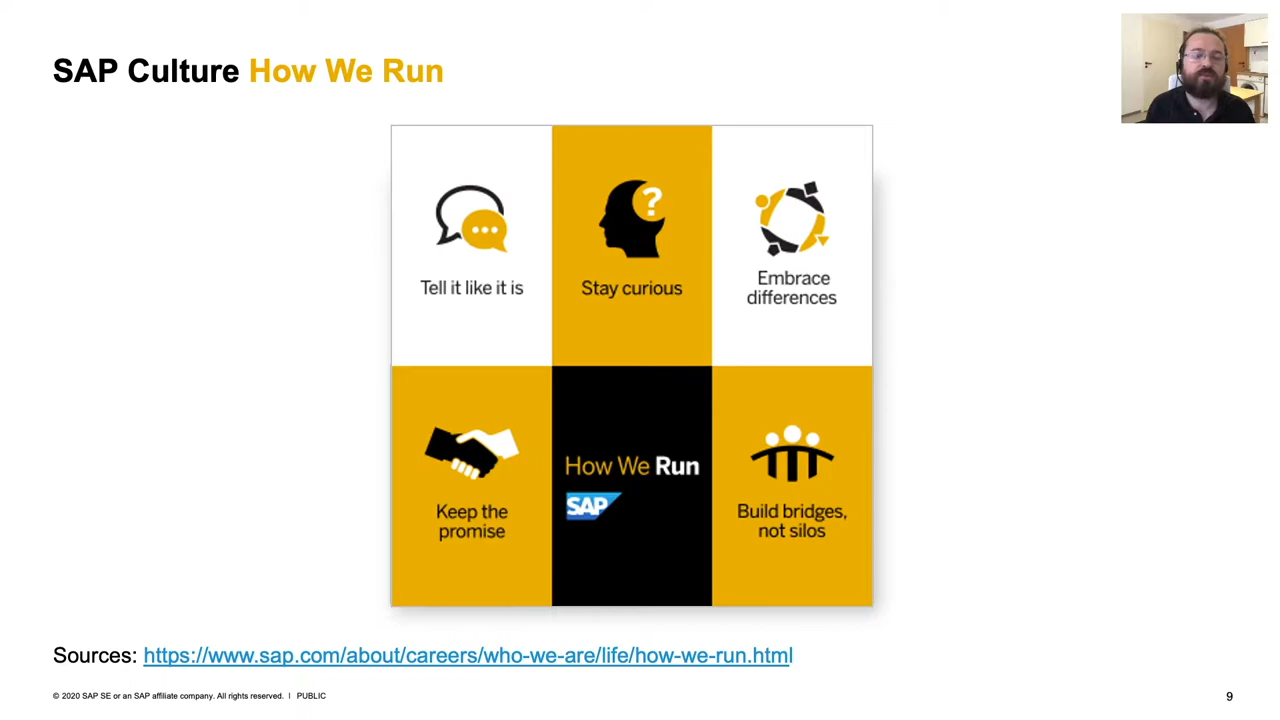 SAP Culture How We Run
?
Tell it like it is
Stay curious
Embrace
differences
Keep the
promise
How We Run
SAP
Build bridges,
not silos
Sources: https://www.sap.com/about/careers/who-we-are/life/how-we-run.html
© 2020 SAP SE or an SAP affiliate company. All rights reserved. | PUBLIC
9